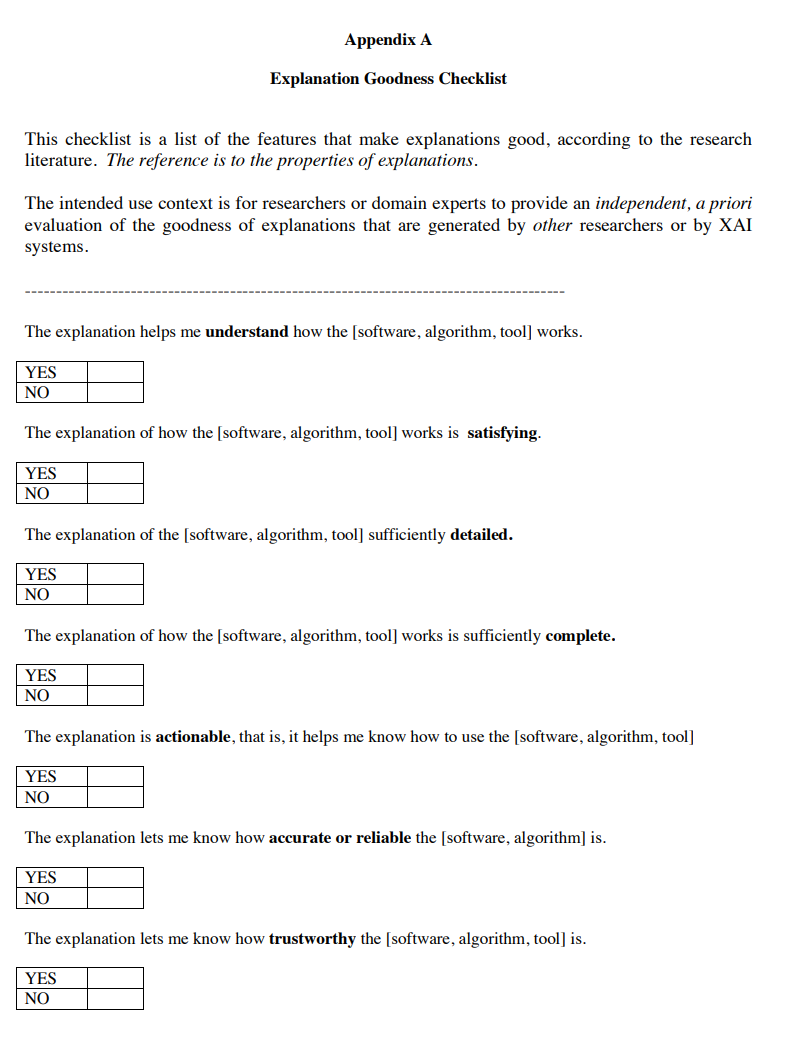 Appendix A
Explanation Goodness Checklist
This checklist is a list of the features that make explanations good, according to the research
literature. The reference is to the properties of explanations.
The intended use context is for researchers or domain experts to provide an independent, a priori
evaluation of the goodness of explanations that are generated by other researchers or by XAI
systems.
---------------------------------------------------------------------------------------
The explanation helps me understand how the [software, algorithm, tool] works.
YES
NO
The explanation of how the [software, algorithm, tool] works is satisfying.
YES
NO
The explanation of the [software, algorithm, tool] sufficiently detailed.
YES
NO
The explanation of how the [software, algorithm, tool] works is sufficiently complete.
YES
NO
The explanation is actionable, that is, it helps me know how to use the [software, algorithm, tool]
YES
NO
The explanation lets me know how accurate or reliable the [software, algorithm] is.
YES
NO
The explanation lets me know how trustworthy the [software, algorithm, tool] is.
YES
NO